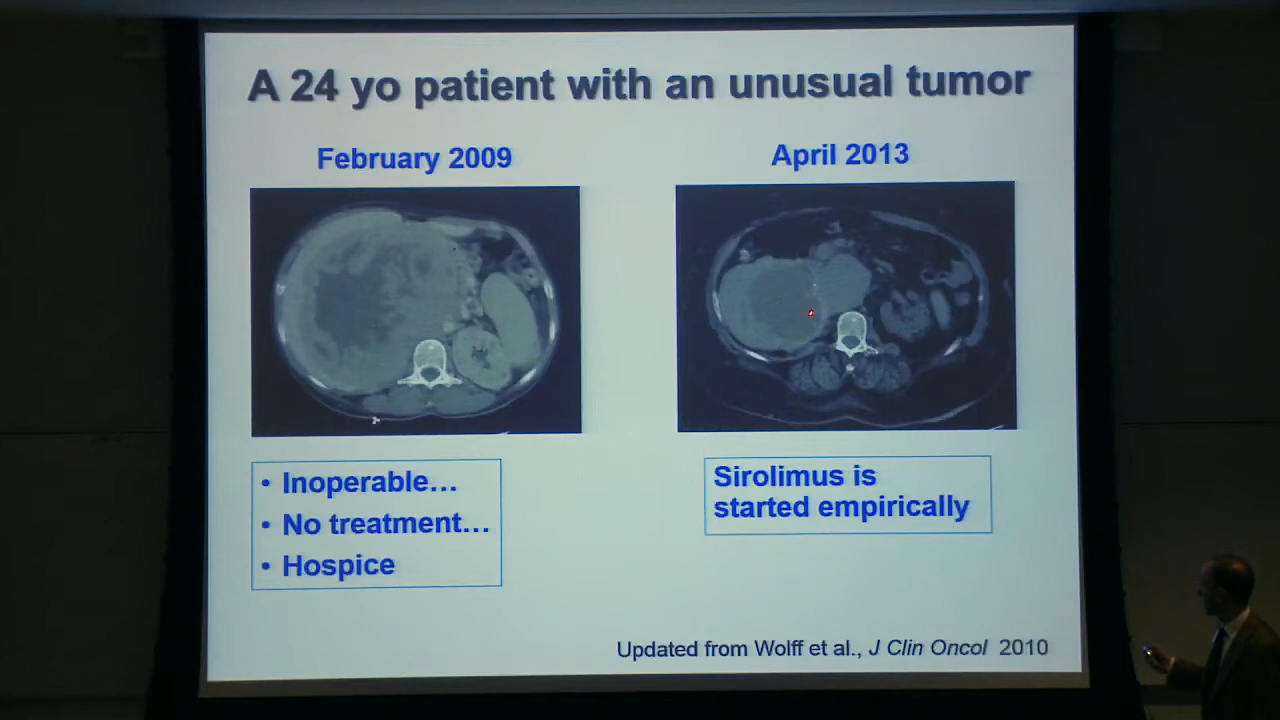 A 24 yo patient with an unusual tumor
February 2009
April 2013
• Inoperable…
• No treatment…
• Hospice
Sirolimus is
started empirically
Updated from Wolff et al., J Clin Oncol 2010